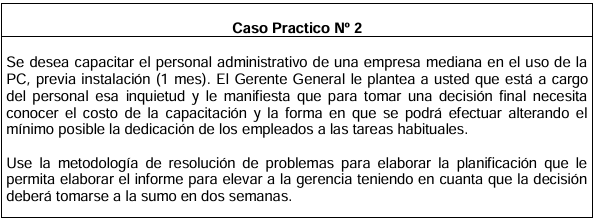 Caso Practico Nº 2
Se desea capacitar el personal administrativo de una empresa mediana en el uso de la
PC, previa instalación (1 mes). El Gerente General le plantea a usted que está a cargo
del personal esa inquietud y le manifiesta que para tomar una decisión final necesita
conocer el costo de la capacitación y la forma en que se podrá efectuar alterando el
mínimo posible la dedicación de los empleados a las tareas habituales.
Use la metodología de resolución de problemas para elaborar la planificación que le
permita elaborar el informe para elevar a la gerencia teniendo en cuanta que la decisión
deberá tomarse a la sumo en dos semanas.